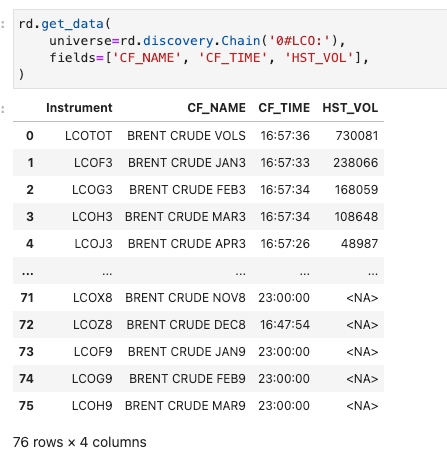 rd.get_data(
universe=rd.discovery.Chain('0#LCO:'),
fields=['CF_NAME', 'CF_TIME', 'HST_VOL'],
)
Instrument CF_NAME CF_TIME HST_VOL
0 LCOTOT BRENT CRUDE VOLS 16:57:36 730081
1 LCOF3 BRENT CRUDE JAN3 16:57:33 238066
2 LCOG3 BRENT CRUDE FEB3 16:57:34 168059
3 LCOH3 BRENT CRUDE MAR3 16:57:34 108648
4 LCOJ3 BRENT CRUDE APR3 16:57:26 48987
... ... ... ... ...
71 LCOX8 BRENT CRUDE NOV8 23:00:00 <NA>
72 LCOZ8 BRENT CRUDE DEC8 16:47:54 <NA>
73 LCOF9 BRENT CRUDE JAN9 23:00:00 <NA>
74 LCOG9 BRENT CRUDE FEB9 23:00:00 <NA>
75 LCOH9 BRENT CRUDE MAR9 23:00:00 <NA>
76 rows × 4 columns